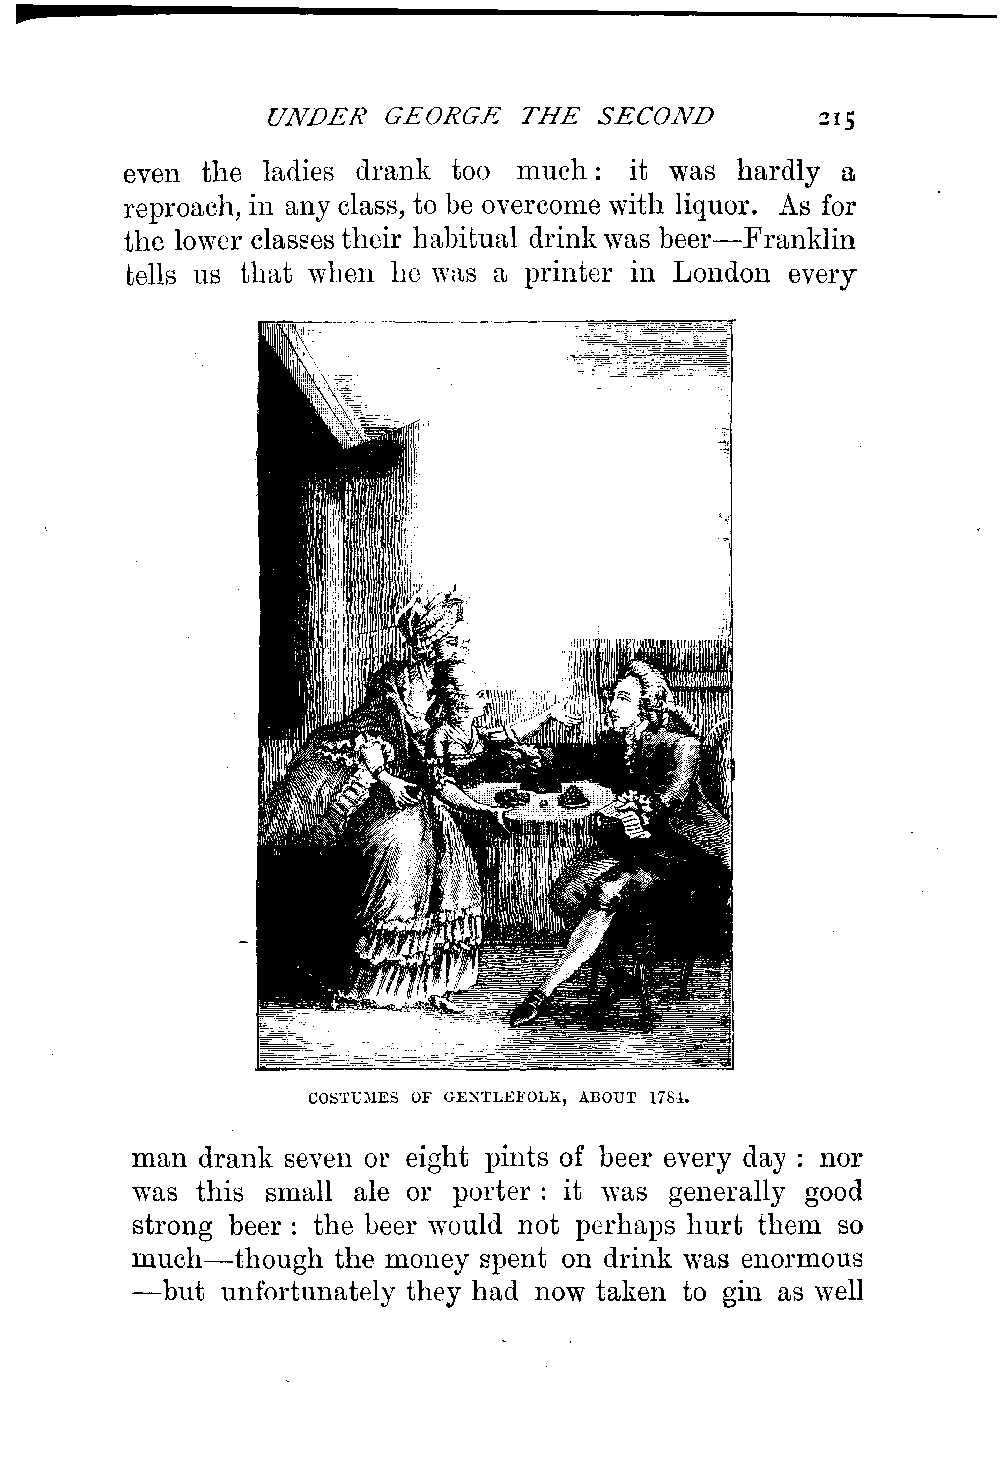 UNDER GEORGE THE SECOND 215
even the ladies drank too much : it was hardly a
reproach, in any class, to be overcome with liquor. As for
the lower classes their habitual drink was beer—Franklin
tells us that when he was a printer in London every
COSTUMES OF GENTLEFOLK, ABOUT 1784.
man drank seven or eight pints of beer every day : nor
was this small ale or porter : it was generally good
strong beer : the beer would not perhaps hurt them so
much—though the money spent on drink was enormous
—but unfortunately they had now taken to gin as well